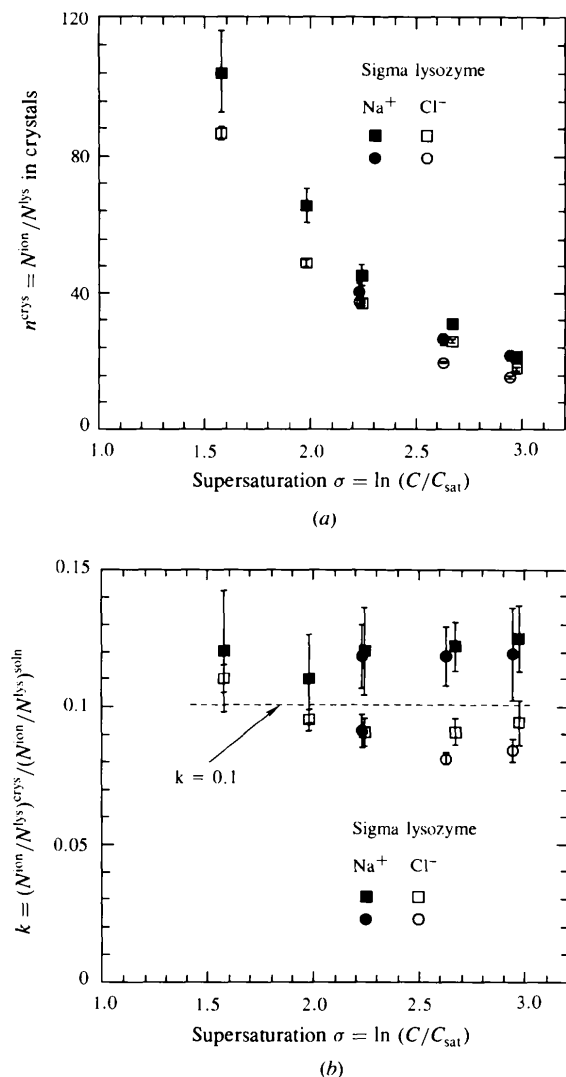 120
80
40
0
n^crys = N^ion/N^lys in crystals
Sigma lysozyme
Na+ Cl−
1.0 1.5 2.0 2.5 3.0
Supersaturation σ = ln (C/C_sat)
(a)
0.15
0.1
0.05
0
k = (N^ion/N^lys)^crys/(N^ion/N^lys)^soln
k = 0.1
Sigma lysozyme
Na+ Cl−
1.0 1.5 2.0 2.5 3.0
Supersaturation σ = ln (C/C_sat)
(b)